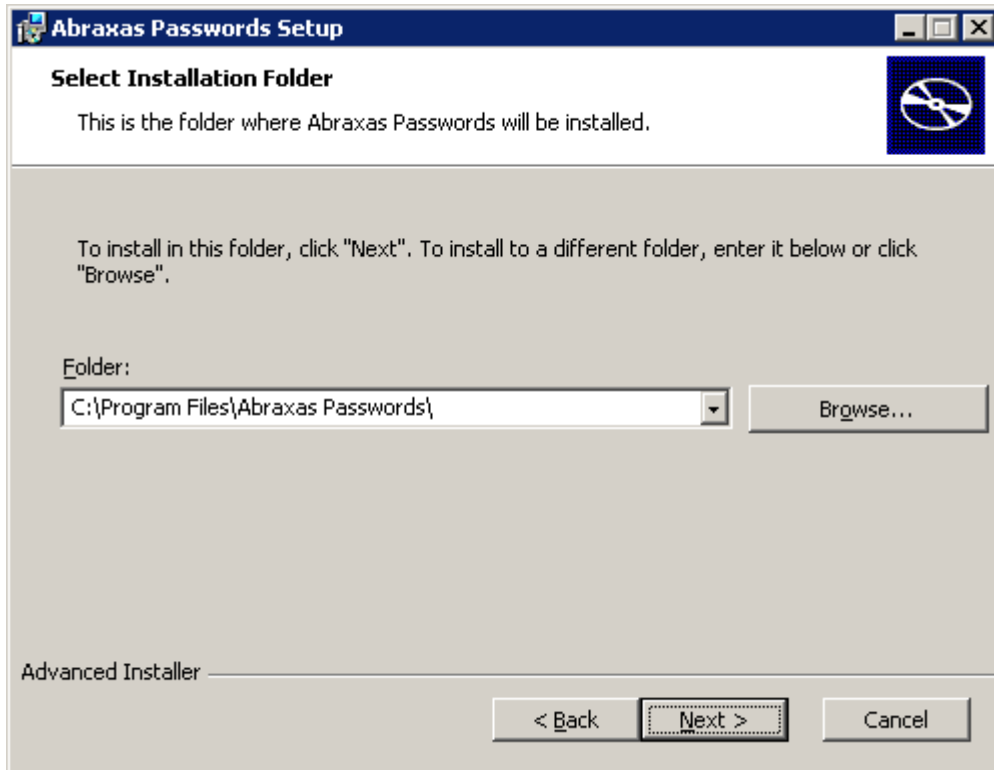 Abraxas Passwords Setup
Select Installation Folder
This is the folder where Abraxas Passwords will be installed.
To install in this folder, click "Next". To install to a different folder, enter it below or click
"Browse".
Folder:
C:\Program Files\Abraxas Passwords\
Browse...
Advanced Installer
< Back
Next >
Cancel